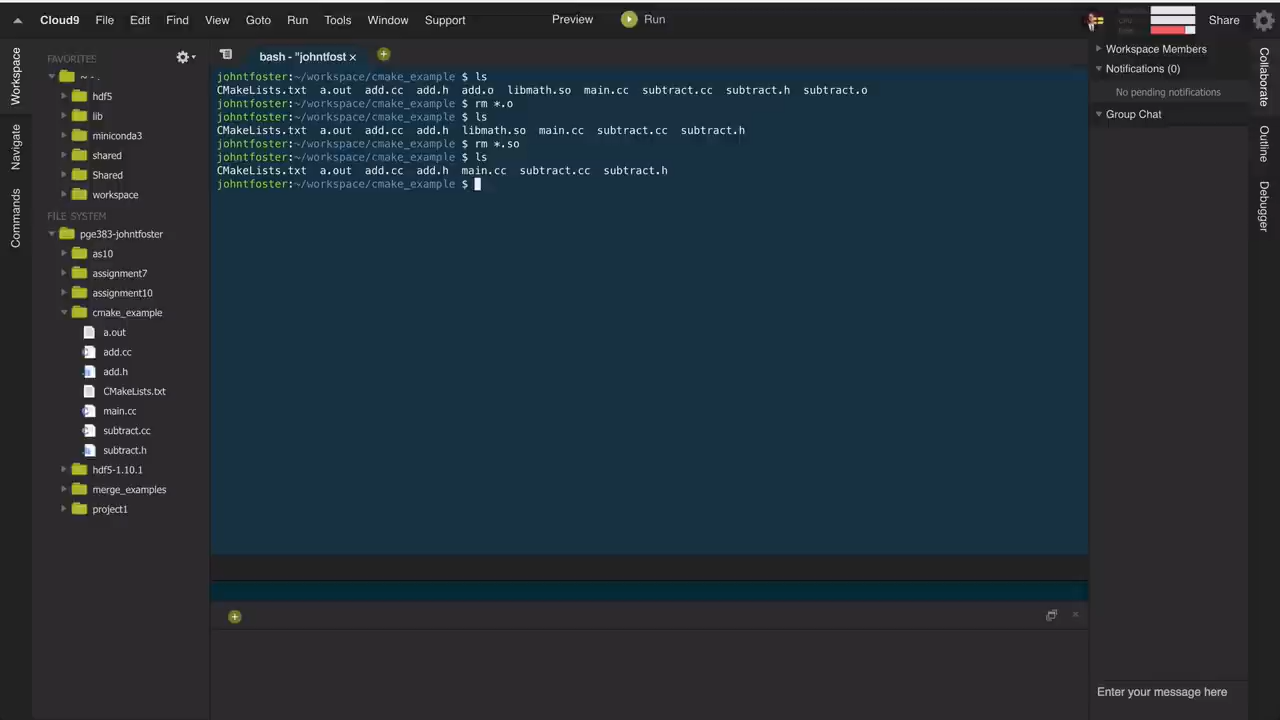 Cloud9 File Edit Find View Goto Run Tools Window Support Preview Run Share
Workspace
Navigate
Commands
FAVORITES
~ - .
hdf5
lib
miniconda3
shared
Shared
workspace
FILE SYSTEM
pge383-johntfoster
as10
assignment7
assignment10
cmake_example
a.out
add.cc
add.h
CMakeLists.txt
main.cc
subtract.cc
subtract.h
hdf5-1.10.1
merge_examples
project1
bash - "johntfost ×
johntfoster:~/workspace/cmake_example $ ls
CMakeLists.txt a.out add.cc add.h add.o libmath.so main.cc subtract.cc subtract.h subtract.o
johntfoster:~/workspace/cmake_example $ rm *.o
johntfoster:~/workspace/cmake_example $ ls
CMakeLists.txt a.out add.cc add.h libmath.so main.cc subtract.cc subtract.h
johntfoster:~/workspace/cmake_example $ rm *.so
johntfoster:~/workspace/cmake_example $ ls
CMakeLists.txt a.out add.cc add.h main.cc subtract.cc subtract.h
johntfoster:~/workspace/cmake_example $
Workspace Members
Notifications (0)
No pending notifications
Group Chat
Enter your message here
Collaborate
Outline
Debugger